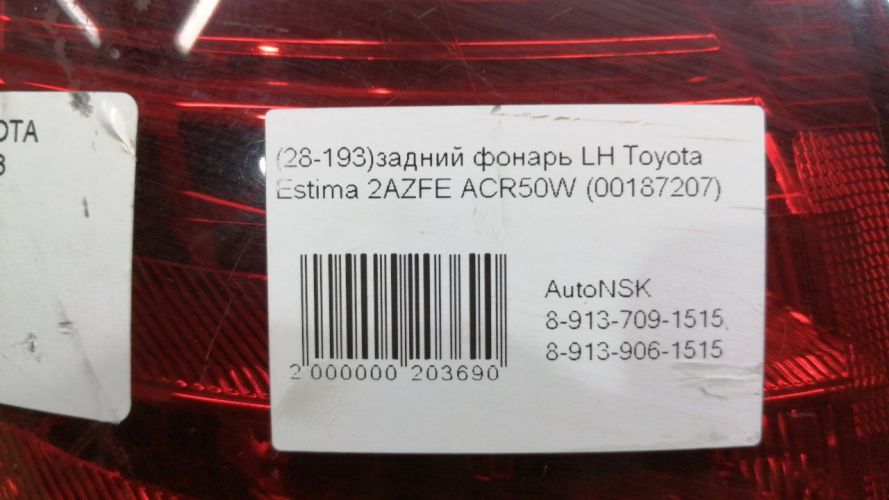 OTA
3
(28-193)задний фонарь LH Toyota
Estima 2AZFE ACR50W (00187207)
AutoNSK
8-913-709-1515
8-913-906-1515
2 000000 203690